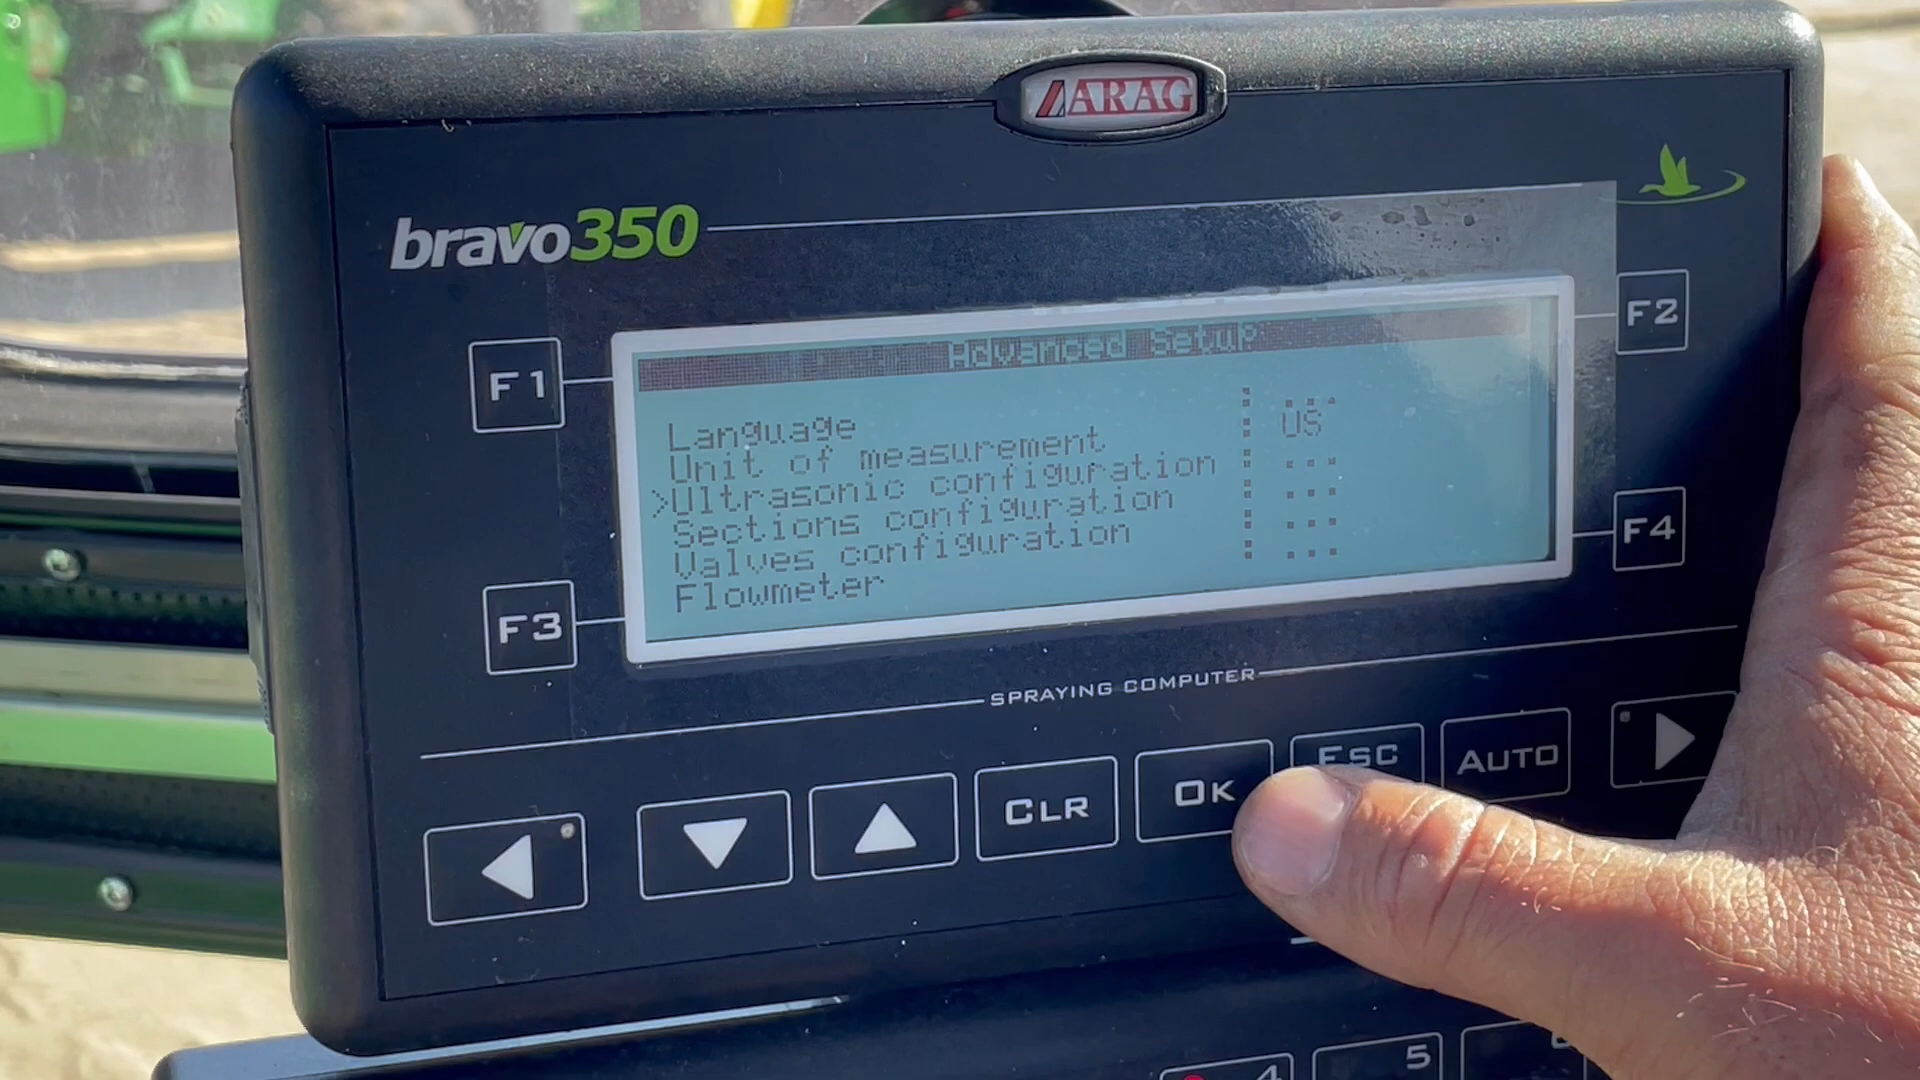 ARAG
bravo350
F1
F2
Advanced Setup
Language : ...
Unit of measurement : US
>Ultrasonic configuration : ...
Sections configuration : ...
Valves configuration : ...
Flowmeter : ...
F3
F4
SPRAYING COMPUTER
CLR
OK
ESC
AUTO
4
5